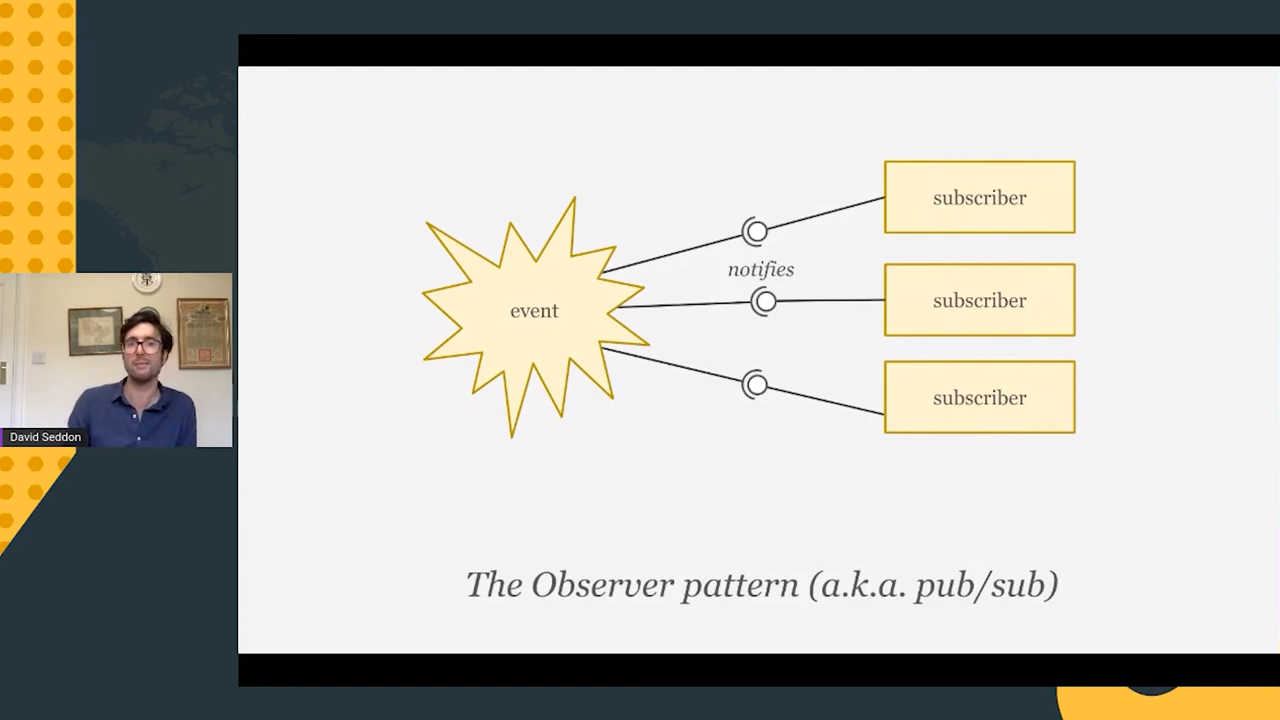 subscriber
notifies
event
subscriber
subscriber
David Seddon
The Observer pattern (a.k.a. pub/sub)